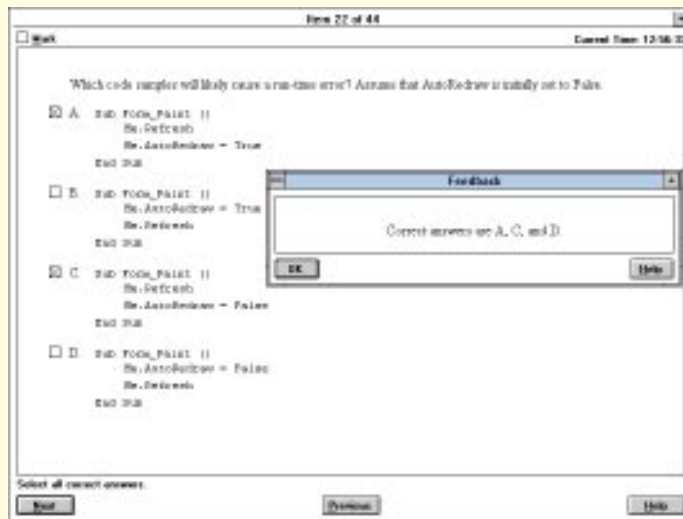 Item 22 of 44
Mark
Current Time: 12:56:3
Which code samples will likely cause a run-time error? Assume that AutoRedraw is initially set to False.
A. Sub Form_Paint ()
Me.Refresh
Me.AutoRedraw = True
End Sub
B. Sub Form_Paint ()
Me.AutoRedraw = True
Me.Refresh
End Sub
C. Sub Form_Paint ()
Me.Refresh
Me.AutoRedraw = False
End Sub
D. Sub Form_Paint ()
Me.AutoRedraw = False
Me.Refresh
End Sub
Feedback
Correct answers are A, C, and D.
OK
Help
Select all correct answers.
Next
Previous
Help